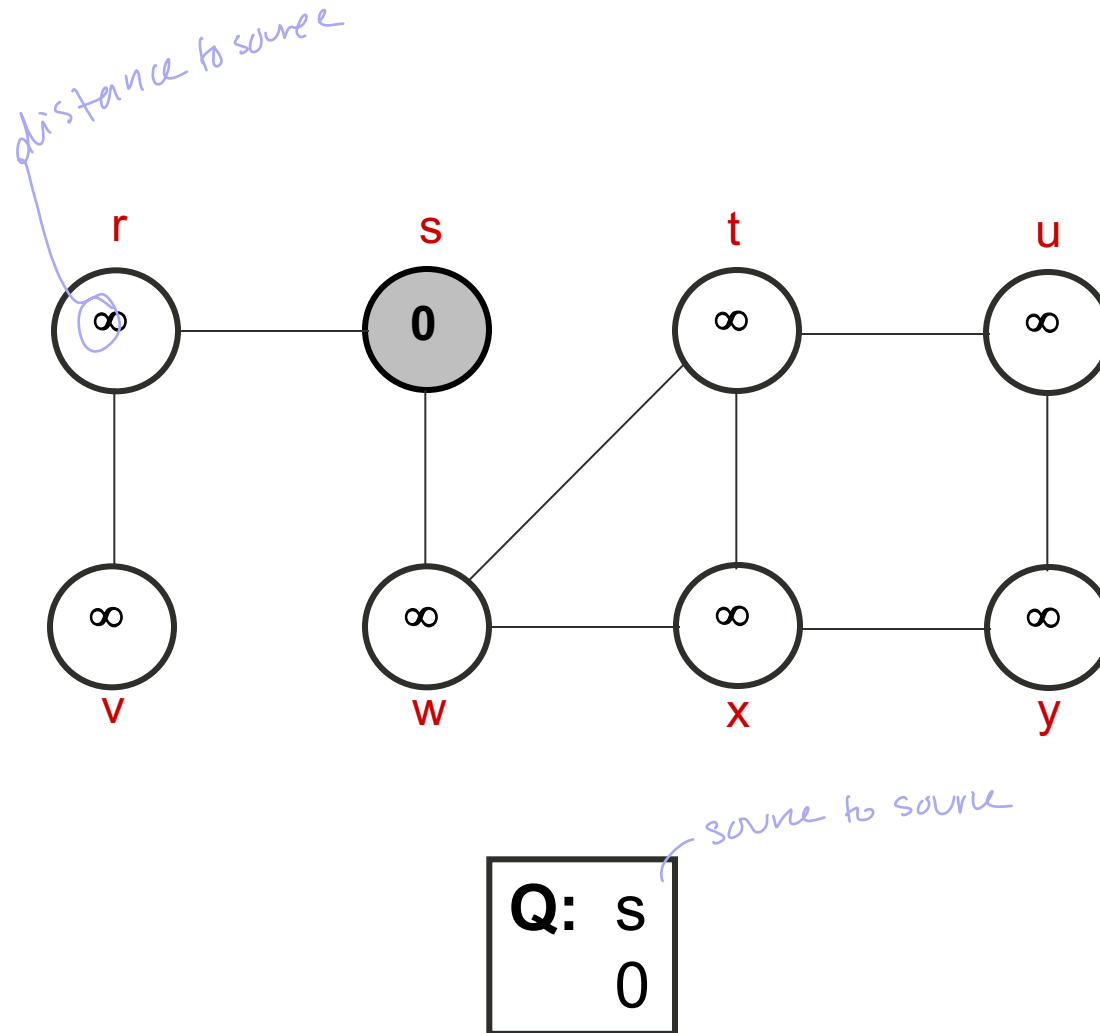 distance to source
r
s
t
u
∞
0
∞
∞
∞
∞
∞
∞
v
w
x
y
source to source
Q: s
0